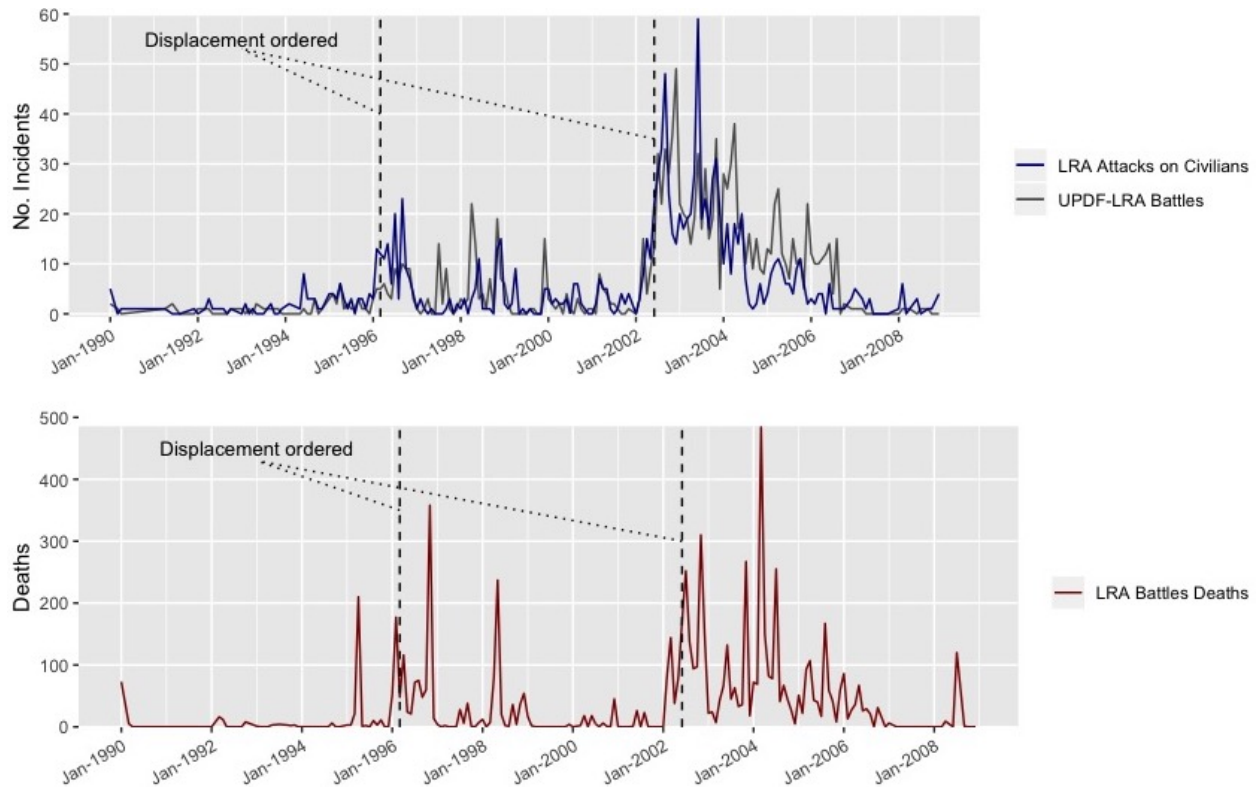 60
50
40
30
20
10
0
No. Incidents
Displacement ordered
Jan-1990
Jan-1992
Jan-1994
Jan-1996
Jan-1998
Jan-2000
Jan-2002
Jan-2004
Jan-2006
Jan-2008
LRA Attacks on Civilians
UPDF-LRA Battles
500
400
300
200
100
0
Deaths
Displacement ordered
Jan-1990
Jan-1992
Jan-1994
Jan-1996
Jan-1998
Jan-2000
Jan-2002
Jan-2004
Jan-2006
Jan-2008
LRA Battles Deaths